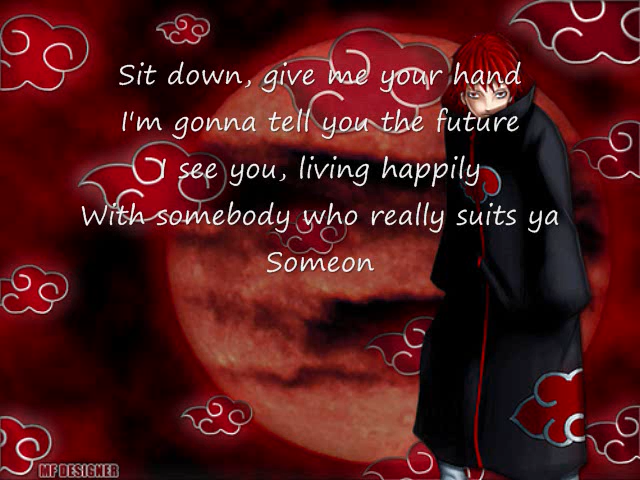 Sit down, give me your hand
I'm gonna tell you the future
I see you, living happily
With somebody who really suits ya
Someon
MF DESIGNER